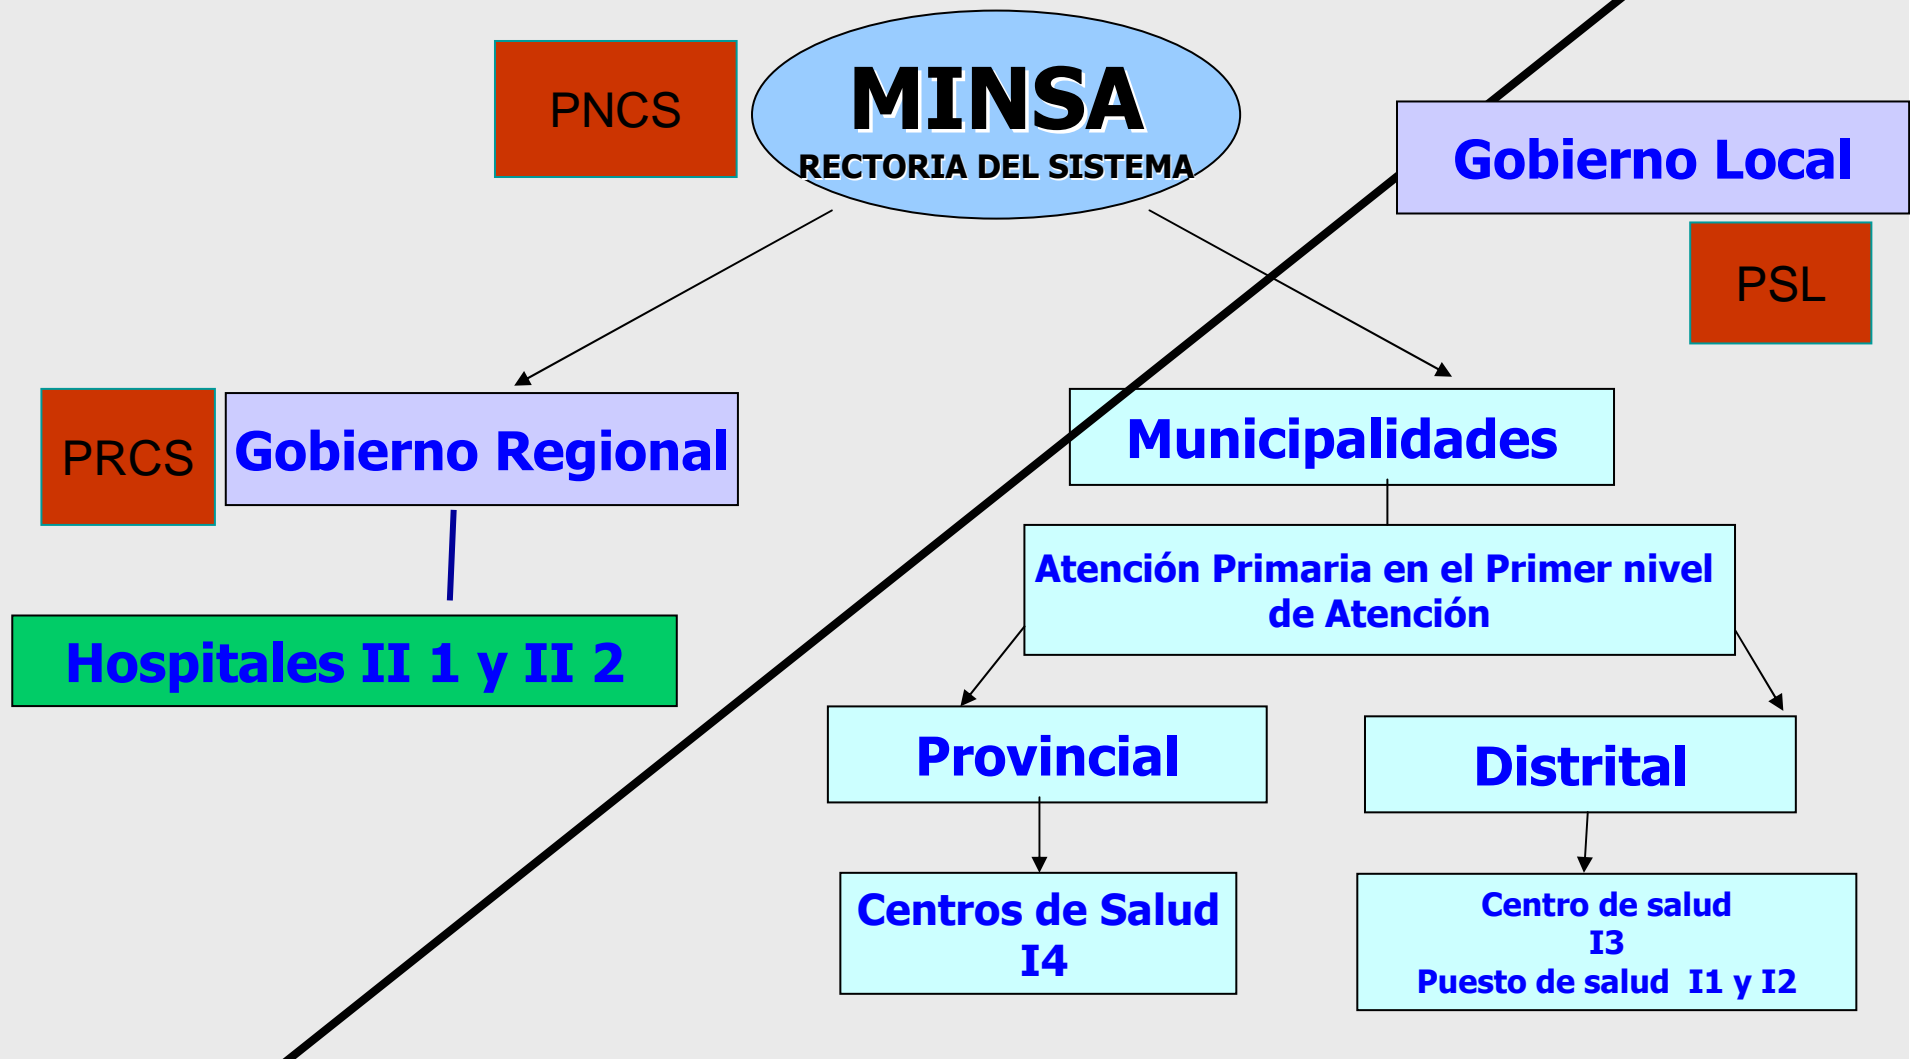 PNCS
MINSA
RECTORIA DEL SISTEMA
Gobierno Local
PSL
PRCS
Gobierno Regional
Municipalidades
Atención Primaria en el Primer nivel
de Atención
Hospitales II 1 y II 2
Provincial
Distrital
Centros de Salud
I4
Centro de salud
I3
Puesto de salud I1 y I2